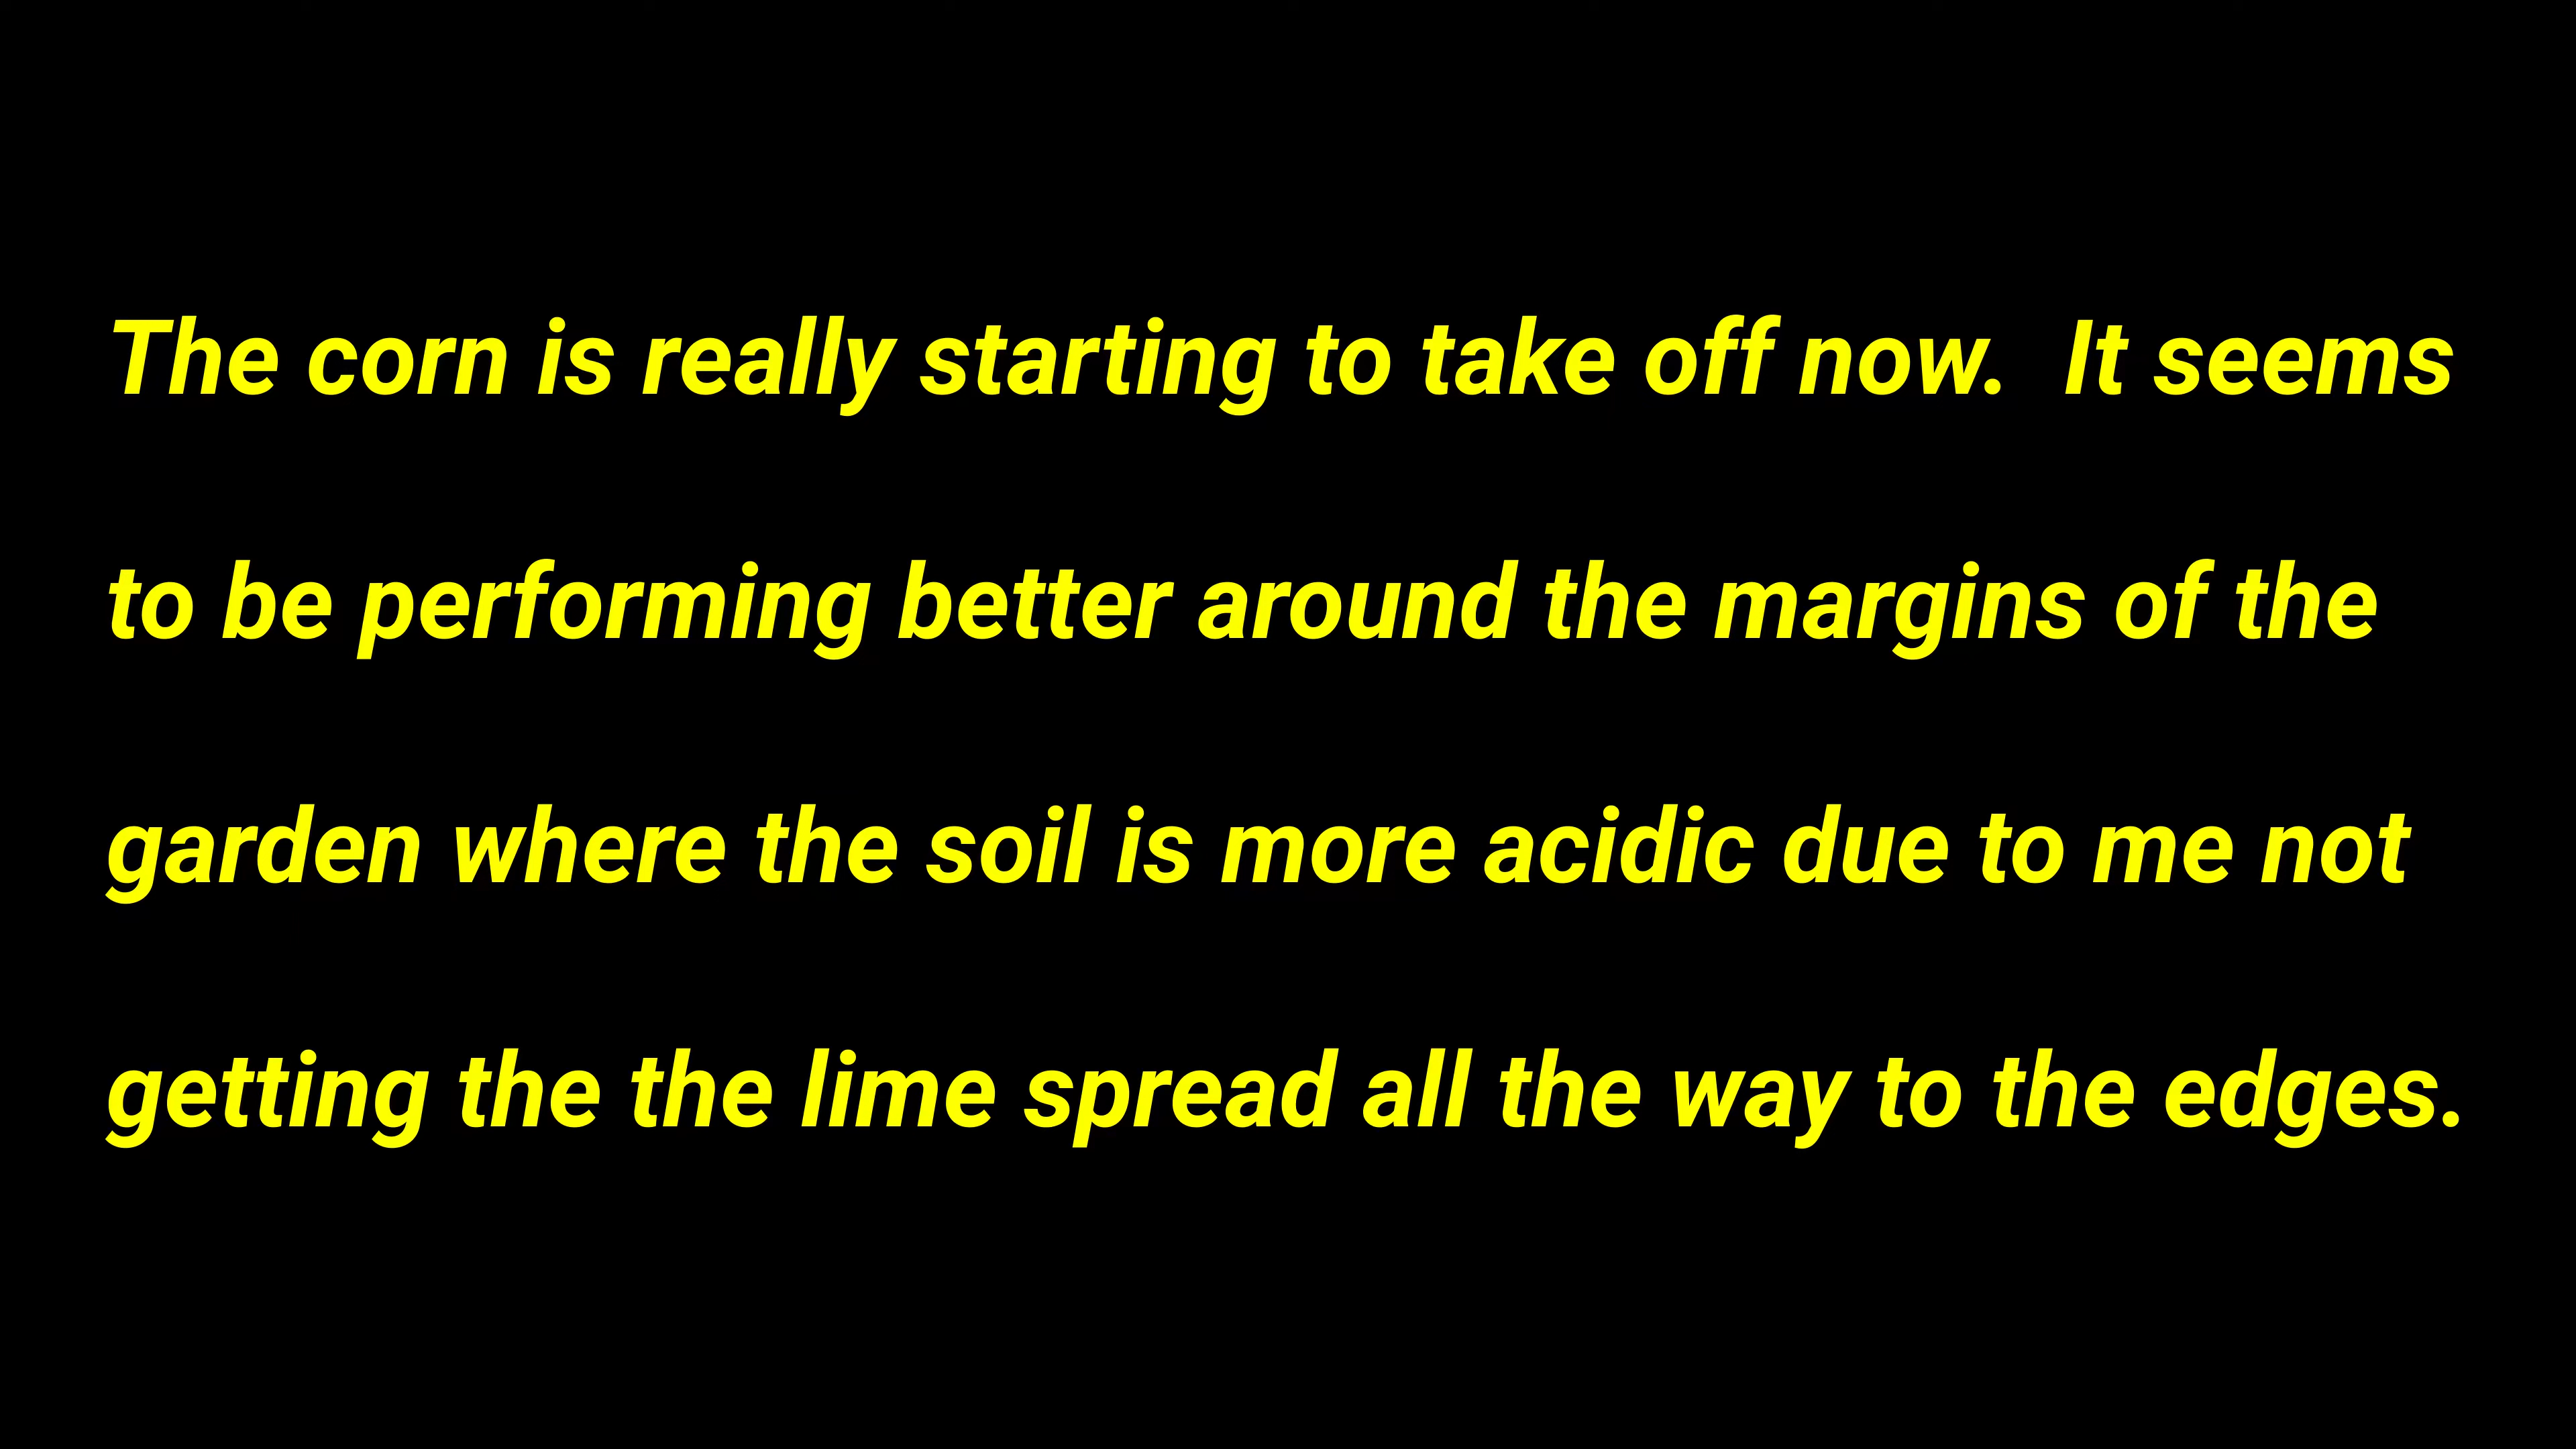 The corn is really starting to take off now.  It seems
to be performing better around the margins of the
garden where the soil is more acidic due to me not
getting the the lime spread all the way to the edges.